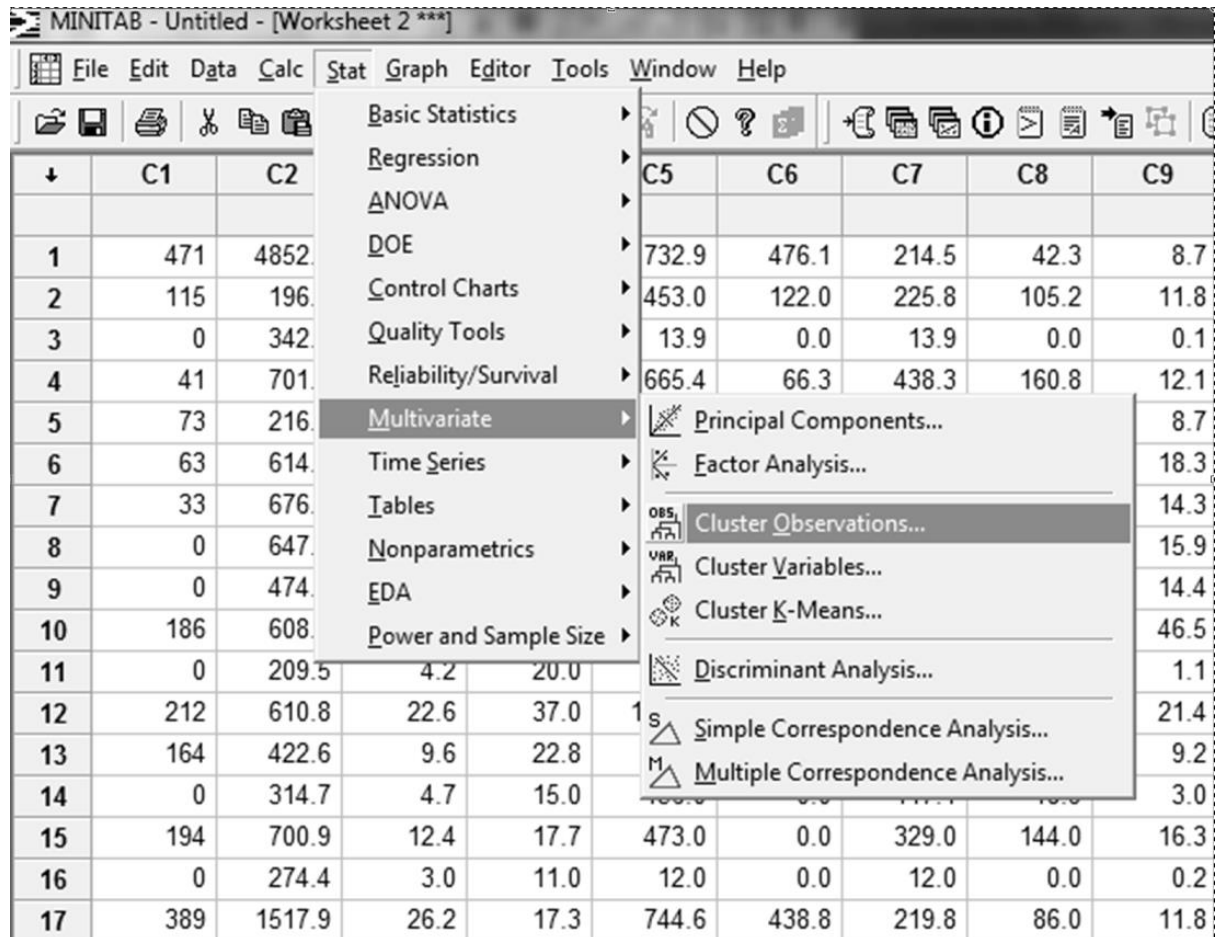 MINITAB - Untitled - [Worksheet 2 ***]
File Edit Data Calc Stat Graph Editor Tools Window Help
Basic Statistics
Regression
ANOVA
DOE
Control Charts
Quality Tools
Reliability/Survival
Multivariate
Time Series
Tables
Nonparametrics
EDA
Power and Sample Size
Principal Components...
Factor Analysis...
OBS Cluster Observations...
VAR Cluster Variables...
K Cluster K-Means...
Discriminant Analysis...
S Simple Correspondence Analysis...
M Multiple Correspondence Analysis...
C1 C2 C5 C6 C7 C8 C9
1 471 4852. 732.9 476.1 214.5 42.3 8.7
2 115 196. 453.0 122.0 225.8 105.2 11.8
3 0 342. 13.9 0.0 13.9 0.0 0.1
4 41 701. 665.4 66.3 438.3 160.8 12.1
5 73 216. 8.7
6 63 614. 18.3
7 33 676. 14.3
8 0 647. 15.9
9 0 474. 14.4
10 186 608. 46.5
11 0 209.5 4.2 20.0 1.1
12 212 610.8 22.6 37.0 1 21.4
13 164 422.6 9.6 22.8 9.2
14 0 314.7 4.7 15.0 3.0
15 194 700.9 12.4 17.7 473.0 0.0 329.0 144.0 16.3
16 0 274.4 3.0 11.0 12.0 0.0 12.0 0.0 0.2
17 389 1517.9 26.2 17.3 744.6 438.8 219.8 86.0 11.8